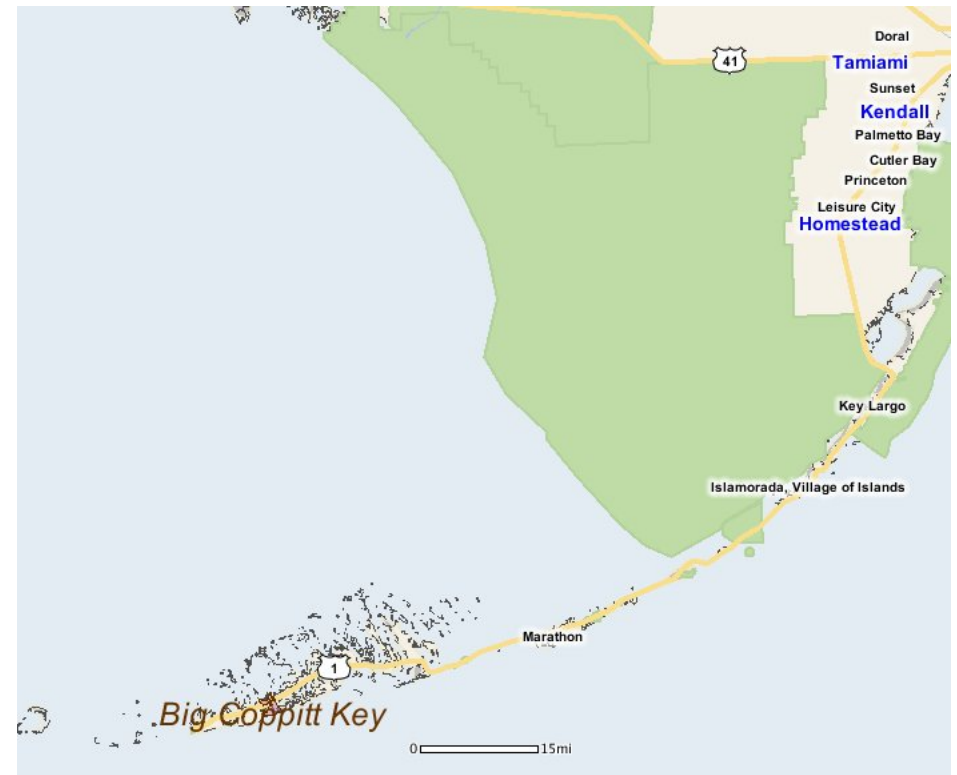 Doral
41
Tamiami
Sunset
Kendall
Palmetto Bay
Cutler Bay
Princeton
Leisure City
Homestead
Key Largo
Islamorada, Village of Islands
Marathon
1
Big Coppitt Key
0 15mi